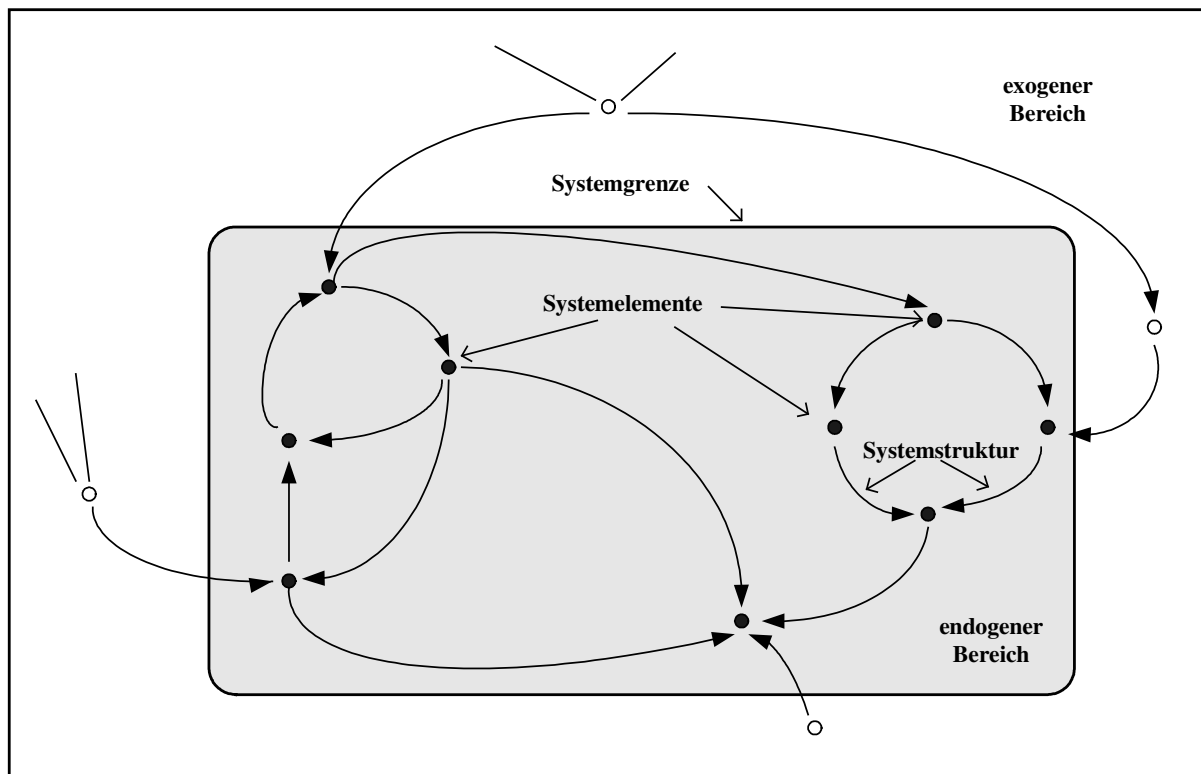 exogener
Bereich
Systemgrenze
Systemelemente
Systemstruktur
endogener
Bereich